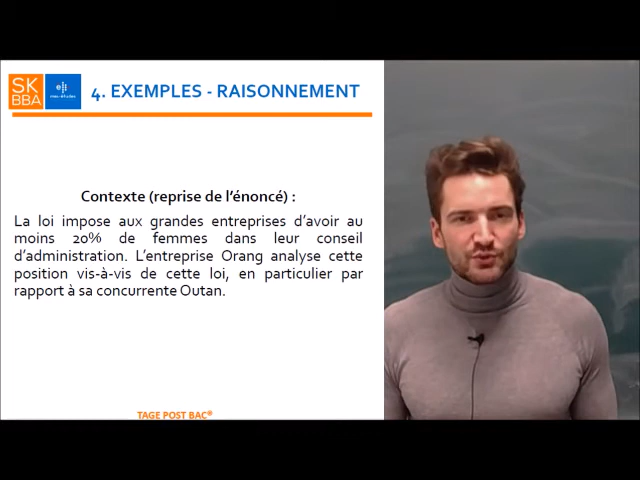 SK
BBA
mes-études
4. EXEMPLES - RAISONNEMENT
Contexte (reprise de l’énoncé) :
La loi impose aux grandes entreprises d’avoir au
moins 20% de femmes dans leur conseil
d’administration. L’entreprise Orang analyse cette
position vis-à-vis de cette loi, en particulier par
rapport à sa concurrente Outan.
TAGE POST BAC®